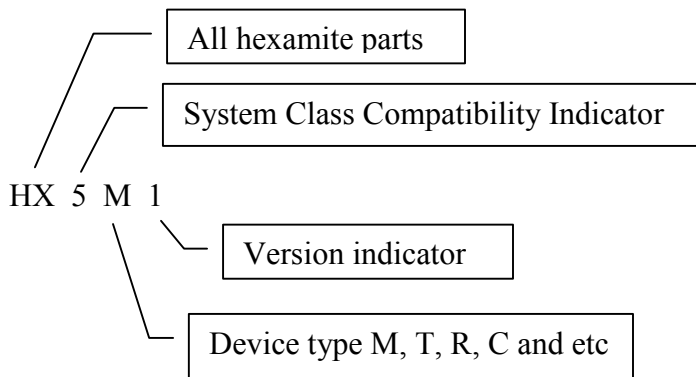 All hexamite parts
System Class Compatibility Indicator
HX 5 M 1
Version indicator
Device type M, T, R, C and etc